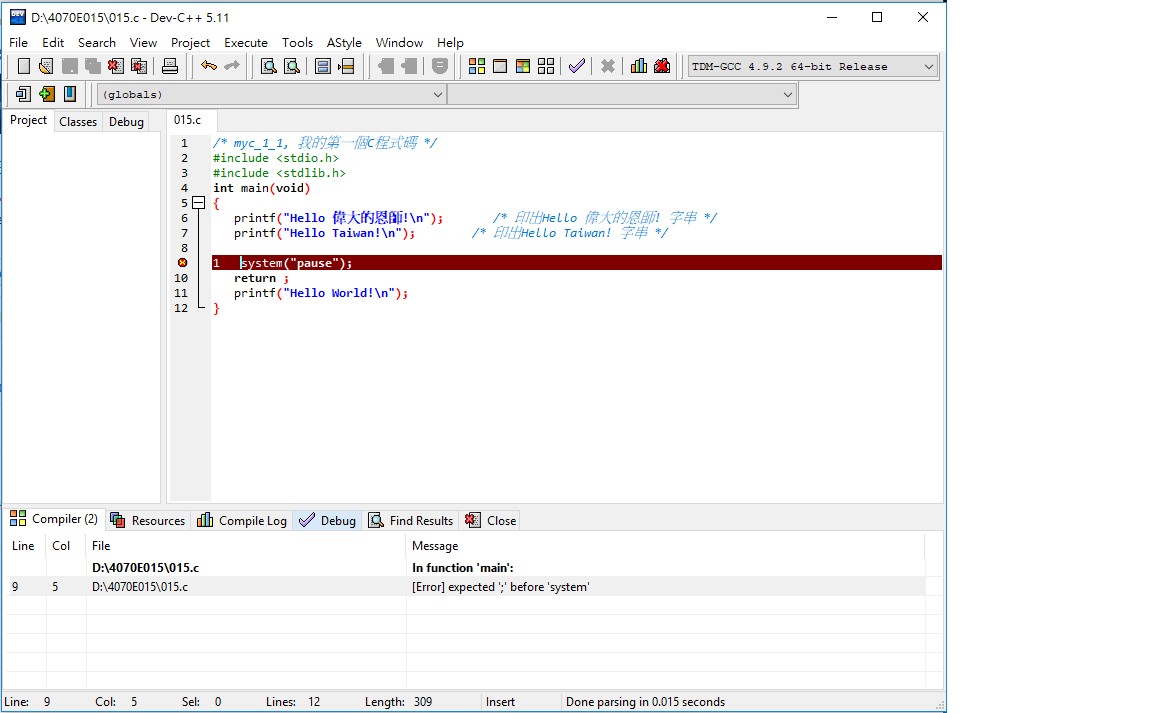 D:\4070E015\015.c - Dev-C++ 5.11
File Edit Search View Project Execute Tools AStyle Window Help
TDM-GCC 4.9.2 64-bit Release
(globals)
Project Classes Debug 015.c
1 /* myc_1_1, 我的第一個C程式碼 */
2 #include <stdio.h>
3 #include <stdlib.h>
4 int main(void)
5 {
6 printf("Hello 偉大的恩師!\n"); /* 印出Hello 偉大的恩師! 字串 */
7 printf("Hello Taiwan!\n"); /* 印出Hello Taiwan! 字串 */
8
1 system("pause");
10 return ;
11 printf("Hello World!\n");
12 }
Compiler (2) Resources Compile Log Debug Find Results Close
Line Col File Message
D:\4070E015\015.c In function 'main':
9 5 D:\4070E015\015.c [Error] expected ';' before 'system'
Line: 9 Col: 5 Sel: 0 Lines: 12 Length: 309 Insert Done parsing in 0.015 seconds